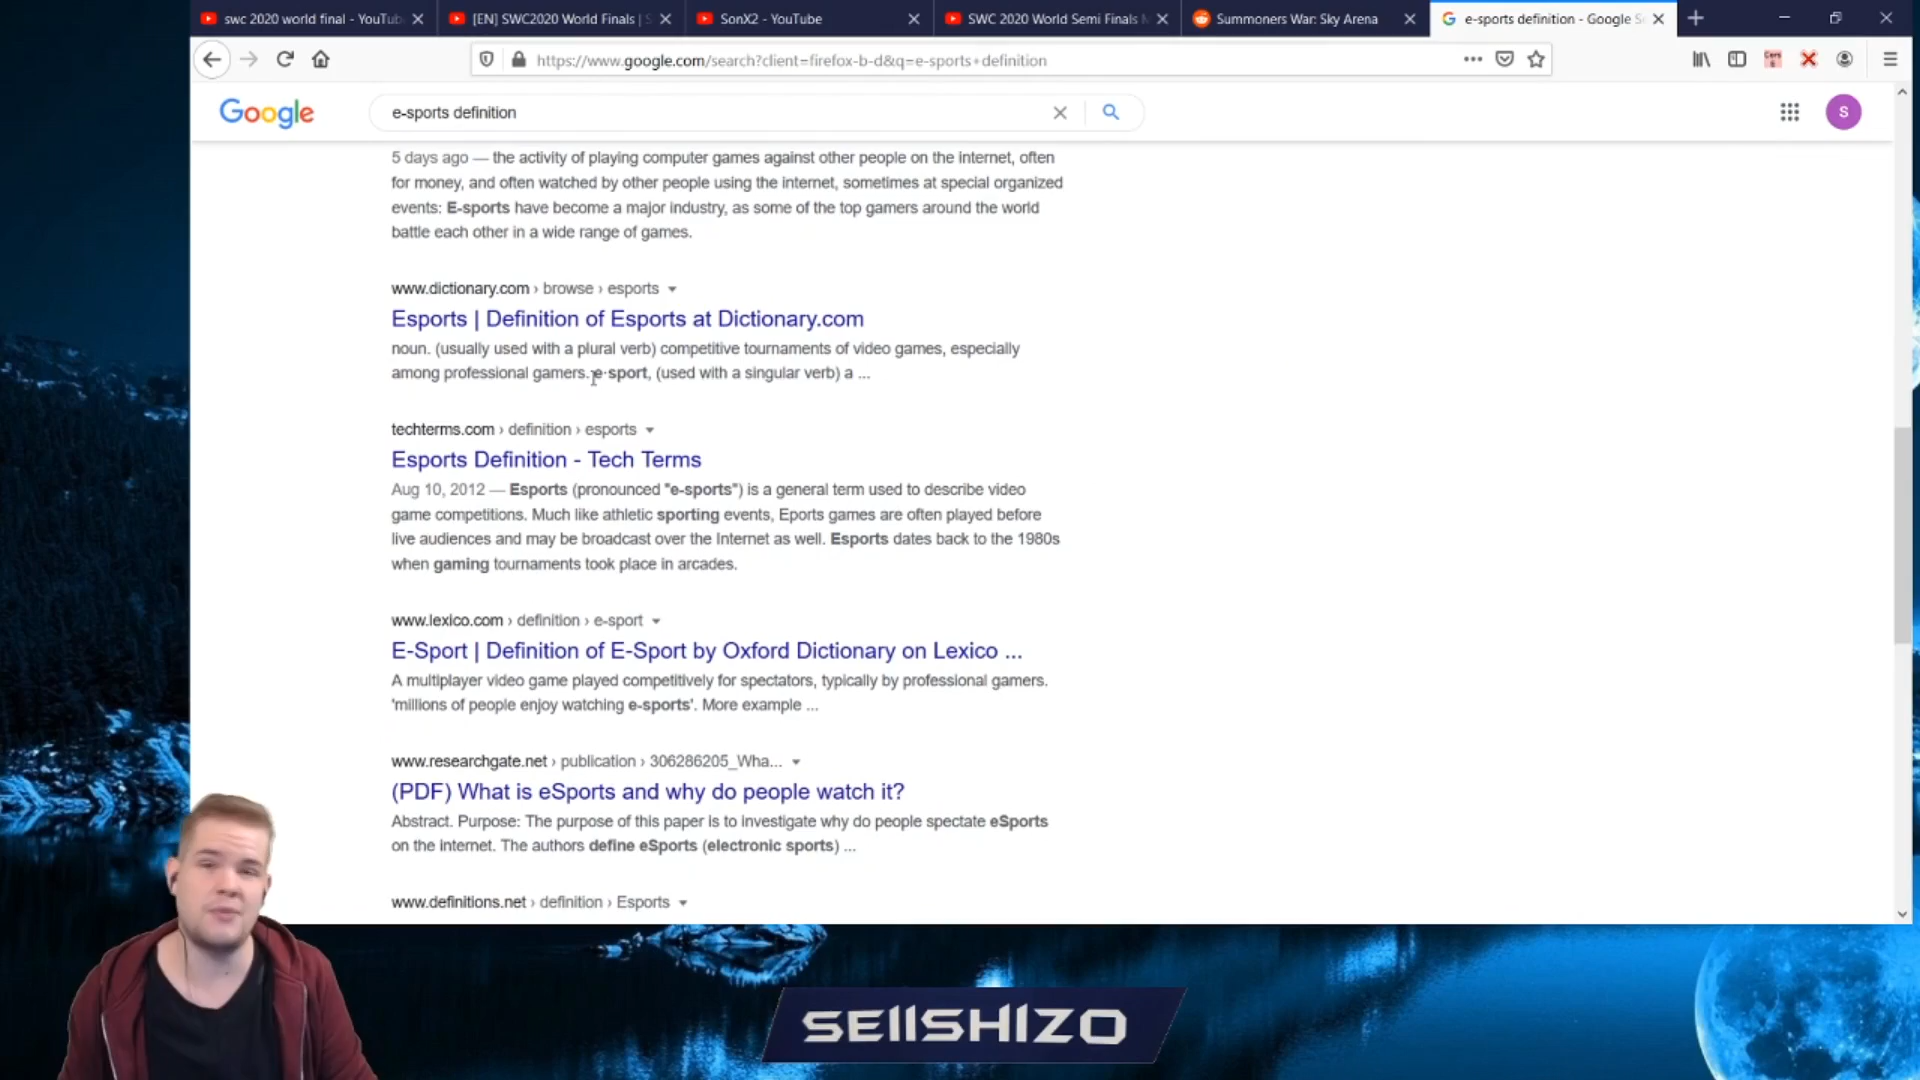 swc 2020 world final - YouTub
[EN] SWC2020 World Finals | S
SonX2 - YouTube
SWC 2020 World Semi Finals M
Summoners War: Sky Arena
e-sports definition - Google Se
https://www.google.com/search?client=firefox-b-d&q=e-sports+definition
Google
e-sports definition
S
5 days ago — the activity of playing computer games against other people on the internet, often
for money, and often watched by other people using the internet, sometimes at special organized
events: E-sports have become a major industry, as some of the top gamers around the world
battle each other in a wide range of games.
www.dictionary.com › browse › esports
Esports | Definition of Esports at Dictionary.com
noun. (usually used with a plural verb) competitive tournaments of video games, especially
among professional gamers. e·sport, (used with a singular verb) a ...
techterms.com › definition › esports
Esports Definition - Tech Terms
Aug 10, 2012 — Esports (pronounced "e-sports") is a general term used to describe video
game competitions. Much like athletic sporting events, Eports games are often played before
live audiences and may be broadcast over the Internet as well. Esports dates back to the 1980s
when gaming tournaments took place in arcades.
www.lexico.com › definition › e-sport
E-Sport | Definition of E-Sport by Oxford Dictionary on Lexico ...
A multiplayer video game played competitively for spectators, typically by professional gamers.
'millions of people enjoy watching e-sports'. More example ...
www.researchgate.net › publication › 306286205_Wha...
(PDF) What is eSports and why do people watch it?
Abstract. Purpose: The purpose of this paper is to investigate why do people spectate eSports
on the internet. The authors define eSports (electronic sports) ...
www.definitions.net › definition › Esports
SEllSHIZO